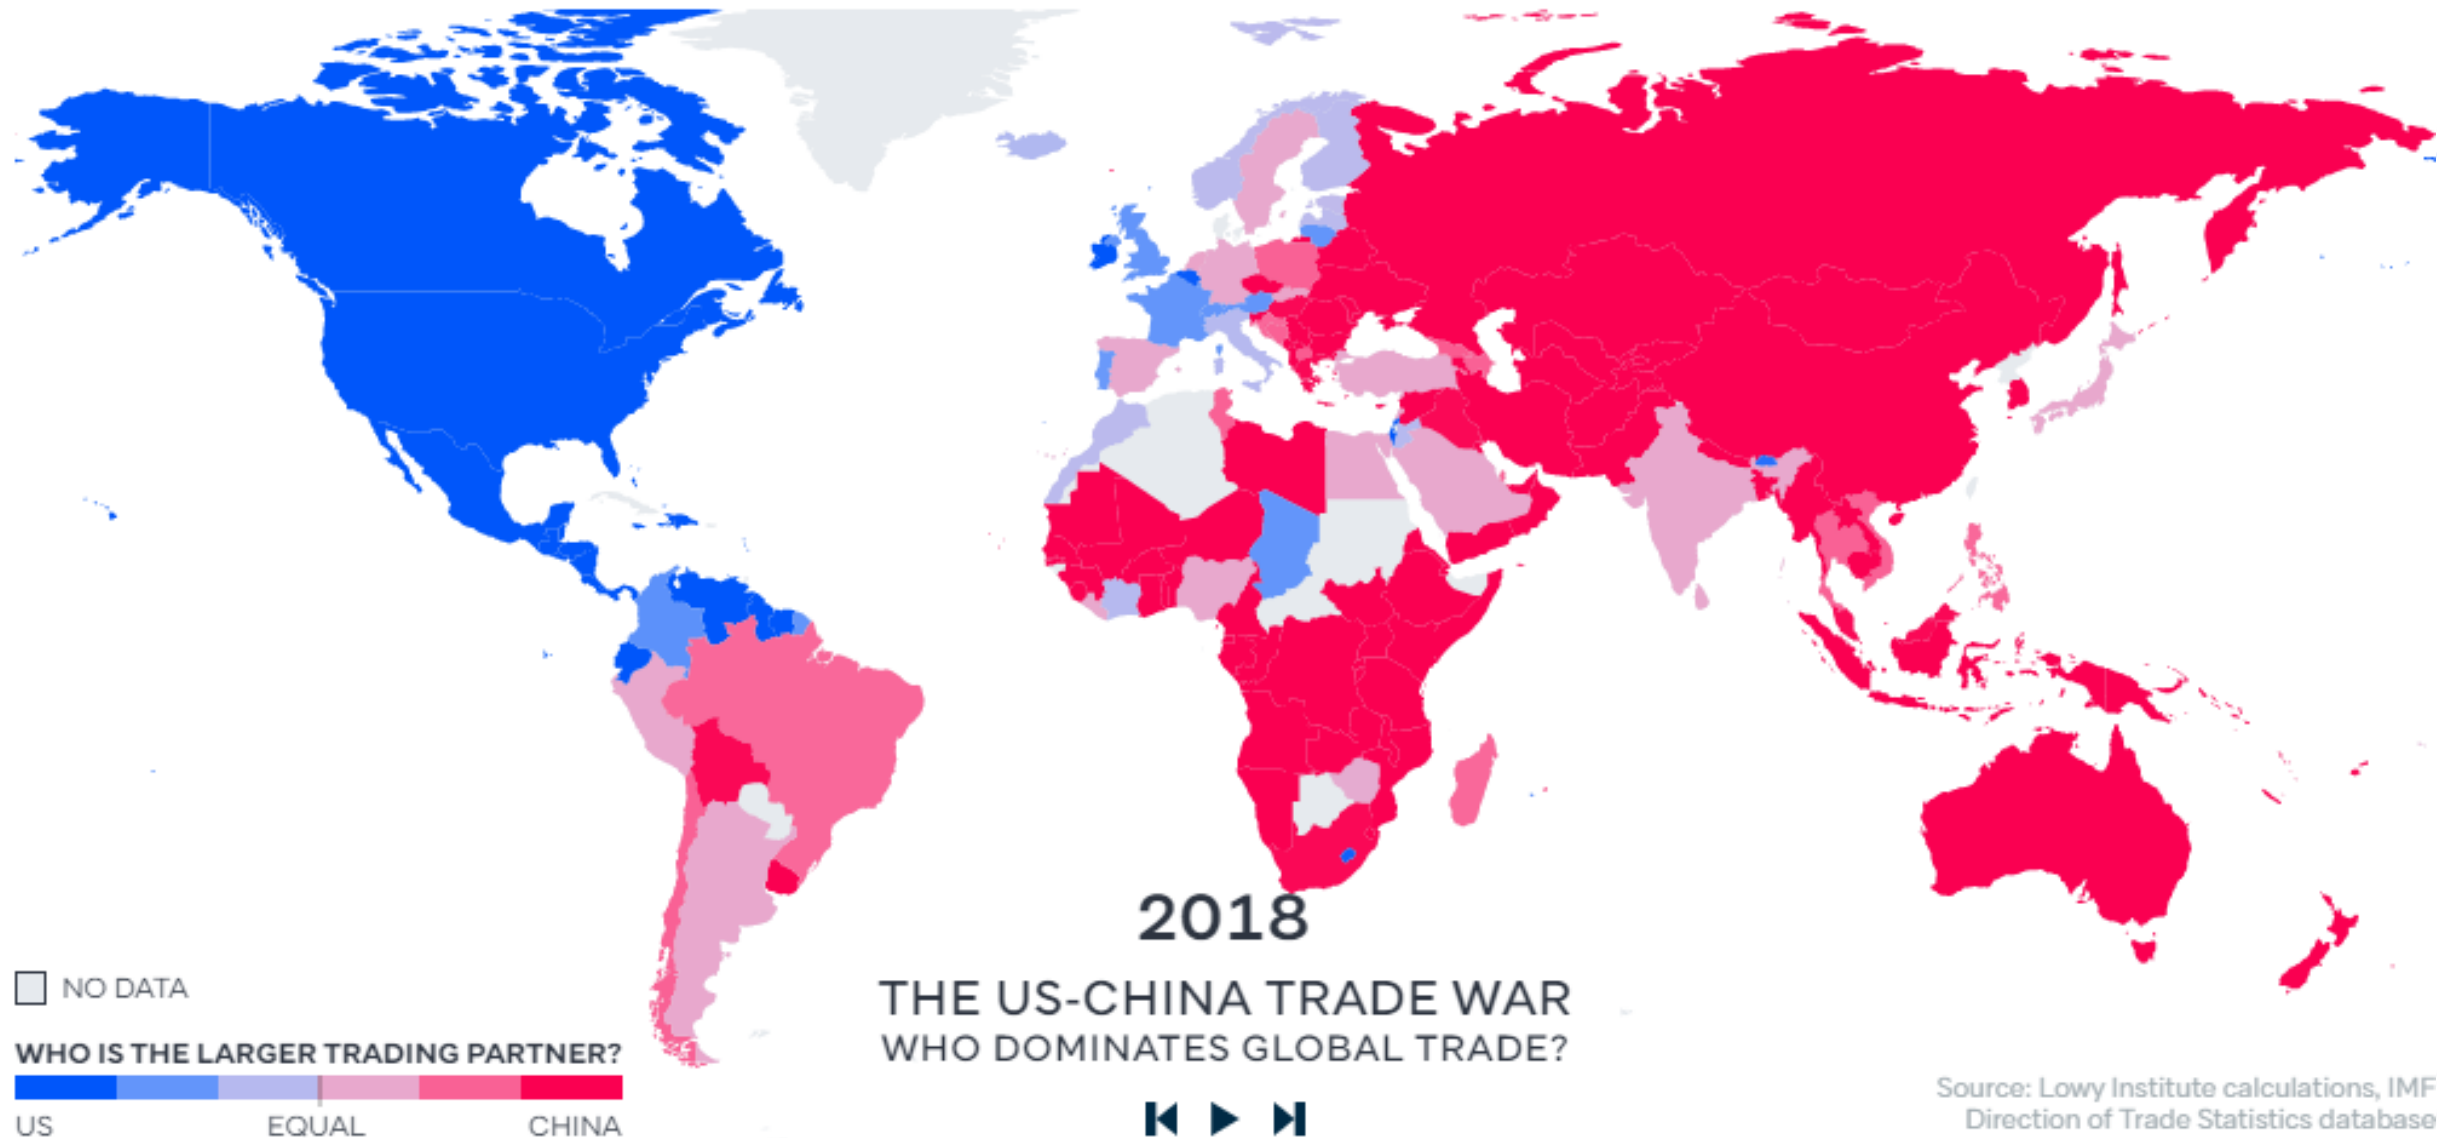 2018
THE US-CHINA TRADE WAR
WHO DOMINATES GLOBAL TRADE?
NO DATA
WHO IS THE LARGER TRADING PARTNER?
US EQUAL CHINA
Source: Lowy Institute calculations, IMF
Direction of Trade Statistics database